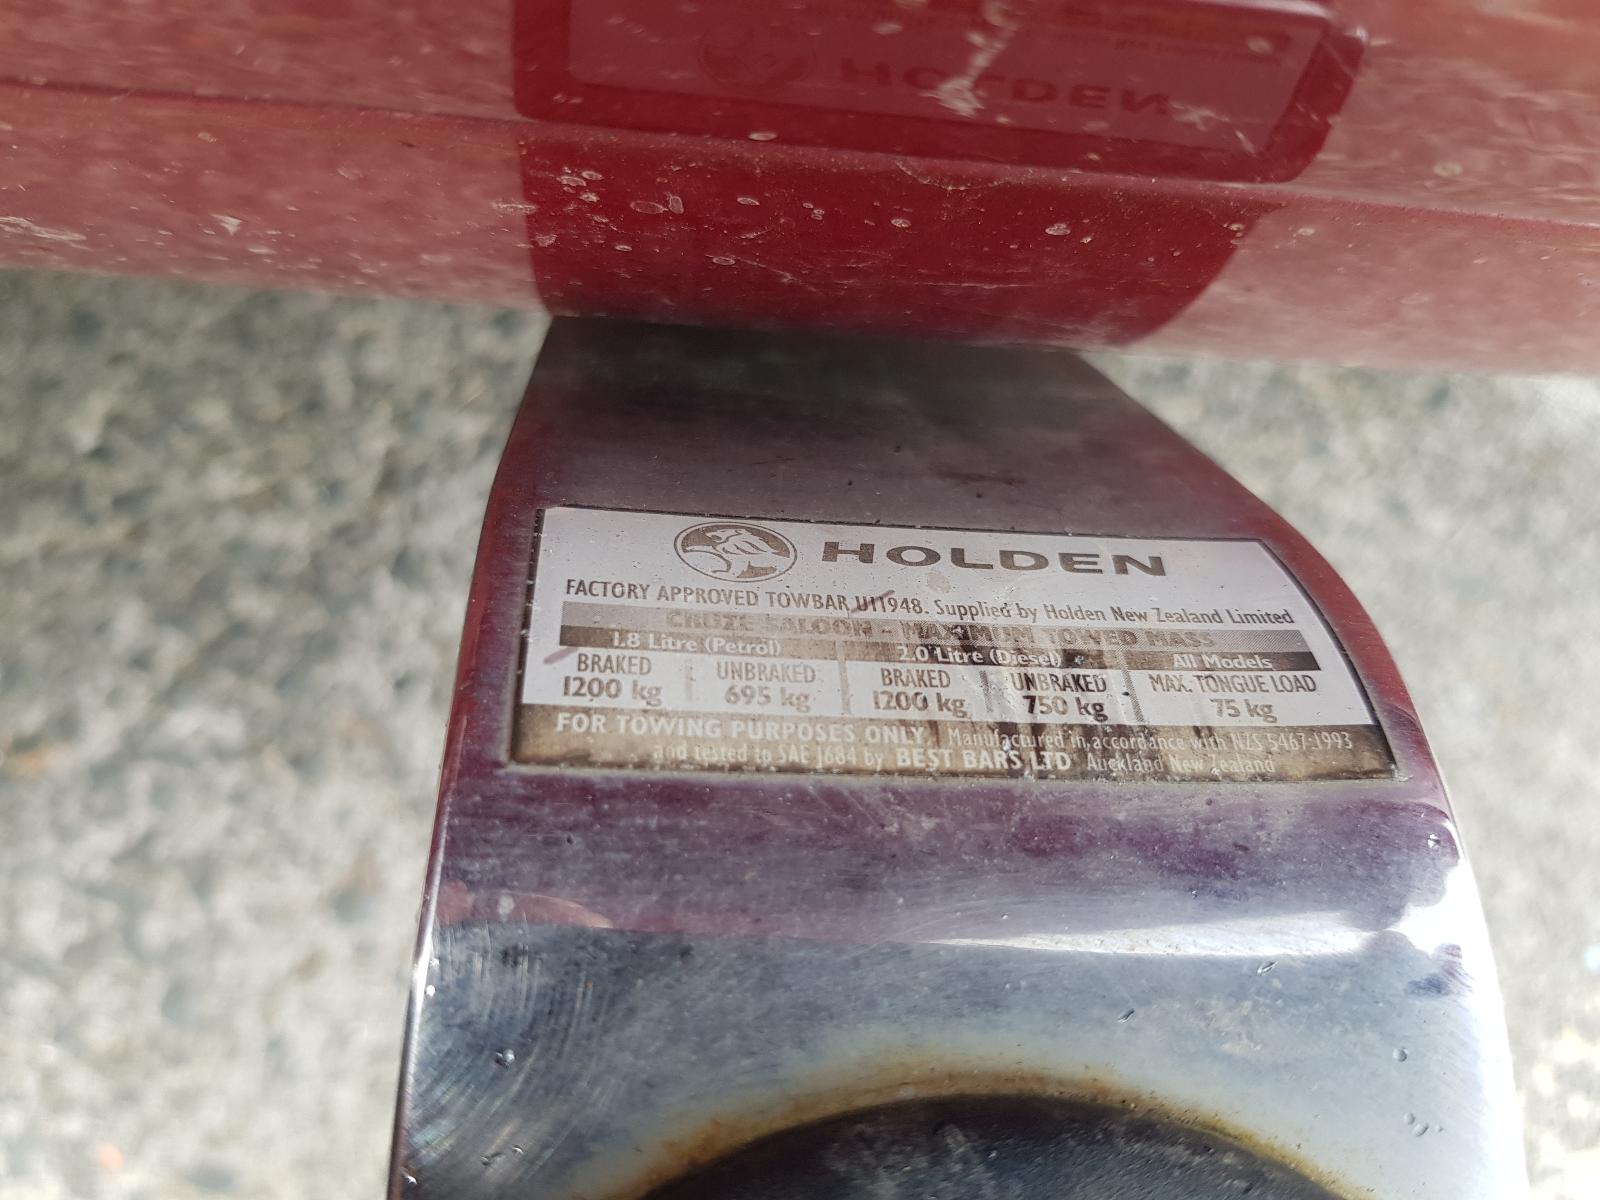 HOLDEN
FACTORY APPROVED TOWBAR U11948. Supplied by Holden New Zealand Limited
CRUZE SALOON - MAXIMUM TOWED MASS
1.8 Litre (Petrol) 2.0 Litre (Diesel) All Models
BRAKED UNBRAKED BRAKED UNBRAKED MAX. TONGUE LOAD
1200 kg 695 kg 1200 kg 750 kg 75 kg
FOR TOWING PURPOSES ONLY. Manufactured in accordance with NZS 5467:1993
and tested to SAE J684 by BEST BARS LTD Auckland New Zealand